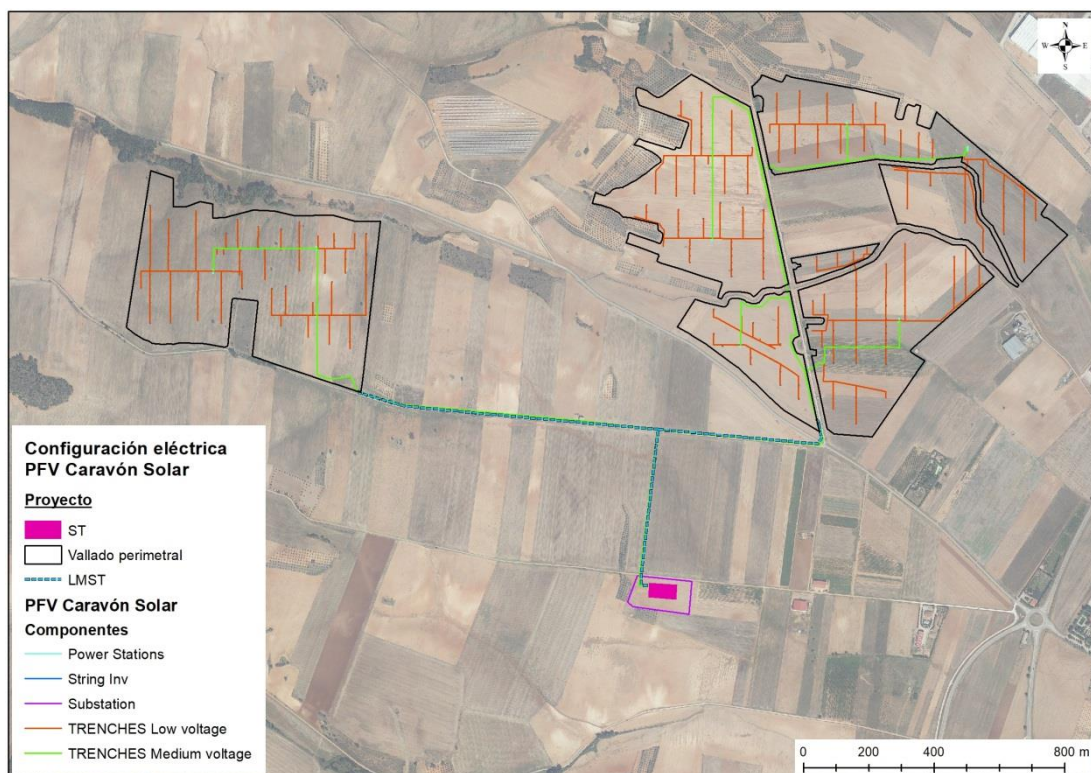 N
W E
S
Configuración eléctrica
PFV Caravón Solar
Proyecto
ST
Vallado perimetral
LMST
PFV Caravón Solar
Componentes
Power Stations
String Inv
Substation
TRENCHES Low voltage
TRENCHES Medium voltage
0 200 400 800 m